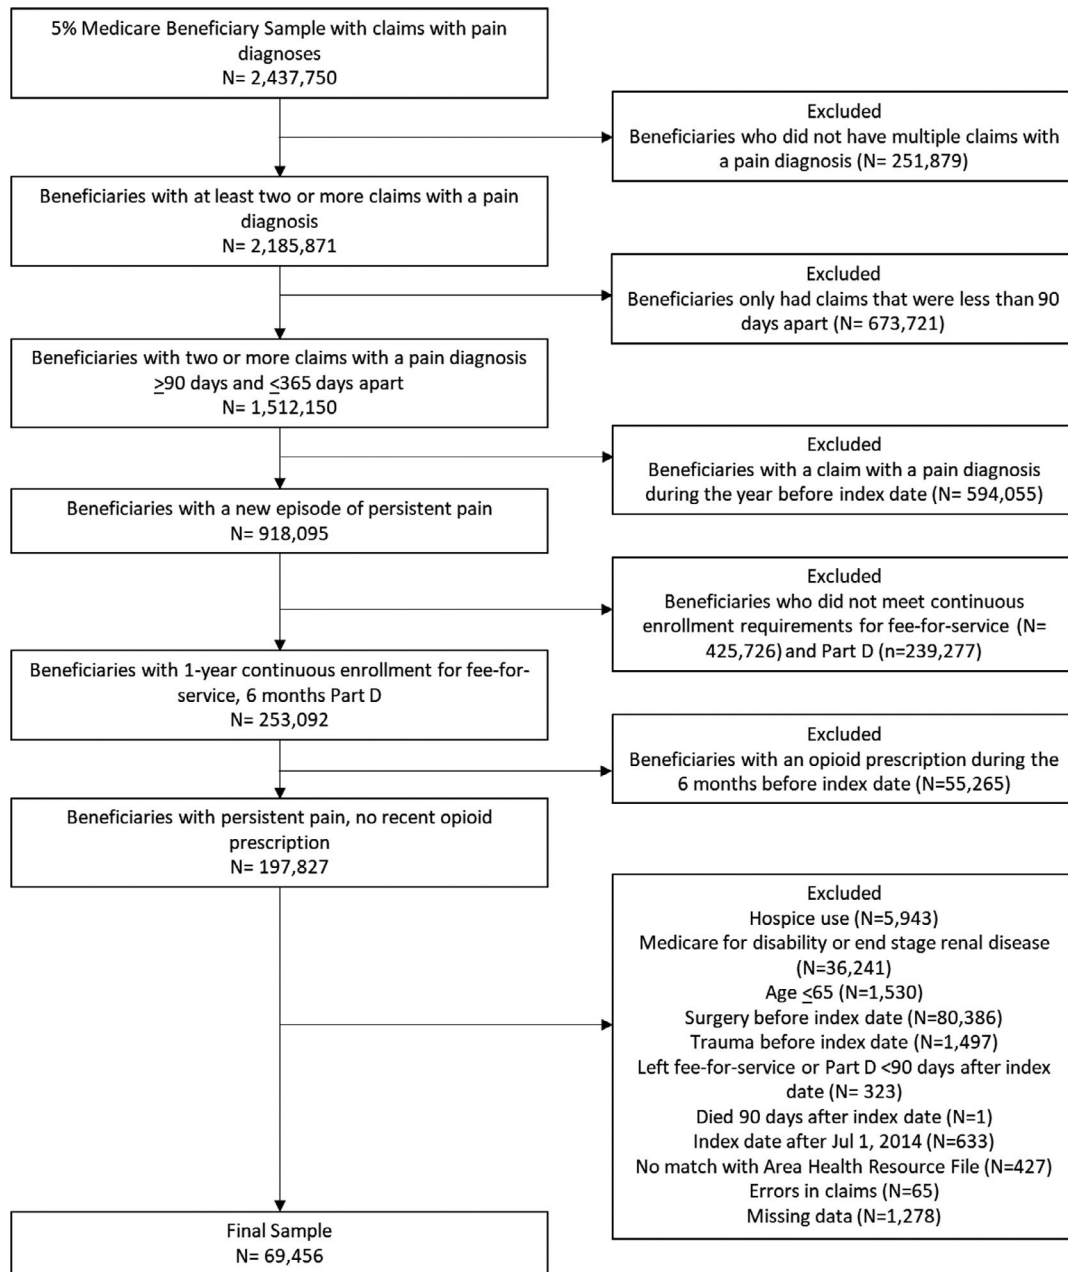 5% Medicare Beneficiary Sample with claims with pain
diagnoses
N= 2,437,750
Excluded
Beneficiaries who did not have multiple claims with
a pain diagnosis (N= 251,879)
Beneficiaries with at least two or more claims with a pain
diagnosis
N= 2,185,871
Excluded
Beneficiaries only had claims that were less than 90
days apart (N= 673,721)
Beneficiaries with two or more claims with a pain diagnosis
≥90 days and ≤365 days apart
N= 1,512,150
Excluded
Beneficiaries with a claim with a pain diagnosis
during the year before index date (N= 594,055)
Beneficiaries with a new episode of persistent pain
N= 918,095
Excluded
Beneficiaries who did not meet continuous
enrollment requirements for fee-for-service (N=
425,726) and Part D (n=239,277)
Beneficiaries with 1-year continuous enrollment for fee-for-
service, 6 months Part D
N= 253,092
Excluded
Beneficiaries with an opioid prescription during the
6 months before index date (N=55,265)
Beneficiaries with persistent pain, no recent opioid
prescription
N= 197,827
Excluded
Hospice use (N=5,943)
Medicare for disability or end stage renal disease
(N=36,241)
Age ≤65 (N=1,530)
Surgery before index date (N=80,386)
Trauma before index date (N=1,497)
Left fee-for-service or Part D <90 days after index
date (N= 323)
Died 90 days after index date (N=1)
Index date after Jul 1, 2014 (N=633)
No match with Area Health Resource File (N=427)
Errors in claims (N=65)
Missing data (N=1,278)
Final Sample
N= 69,456